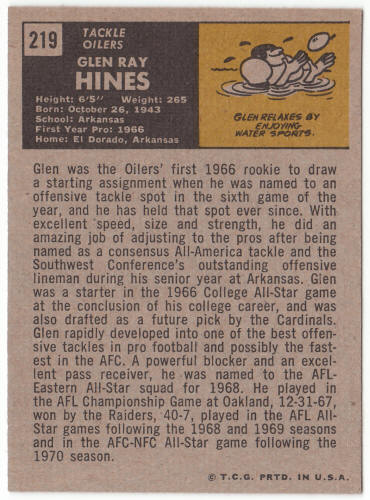 219
TACKLE
OILERS
GLEN RAY
HINES
Height: 6'5" Weight: 265
Born: October 26, 1943
School: Arkansas
First Year Pro: 1966
Home: El Dorado, Arkansas
GLEN RELAXES BY
ENJOYING
WATER SPORTS.
Glen was the Oilers' first 1966 rookie to draw
a starting assignment when he was named to an
offensive tackle spot in the sixth game of the
year, and he has held that spot ever since. With
excellent speed, size and strength, he did an
amazing job of adjusting to the pros after being
named as a consensus All-America tackle and the
Southwest Conference's outstanding offensive
lineman during his senior year at Arkansas. Glen
was a starter in the 1966 College All-Star game
at the conclusion of his college career, and was
also drafted as a future pick by the Cardinals.
Glen rapidly developed into one of the best offen-
sive tackles in pro football and possibly the fast-
est in the AFC. A powerful blocker and an excel-
lent pass receiver, he was named to the AFL-
Eastern All-Star squad for 1968. He played in
the AFL Championship Game at Oakland, 12-31-67,
won by the Raiders, 40-7, played in the AFL All-
Star games following the 1968 and 1969 seasons
and in the AFC-NFC All-Star game following the
1970 season.
© T.C.G. PRTD. IN U.S.A.